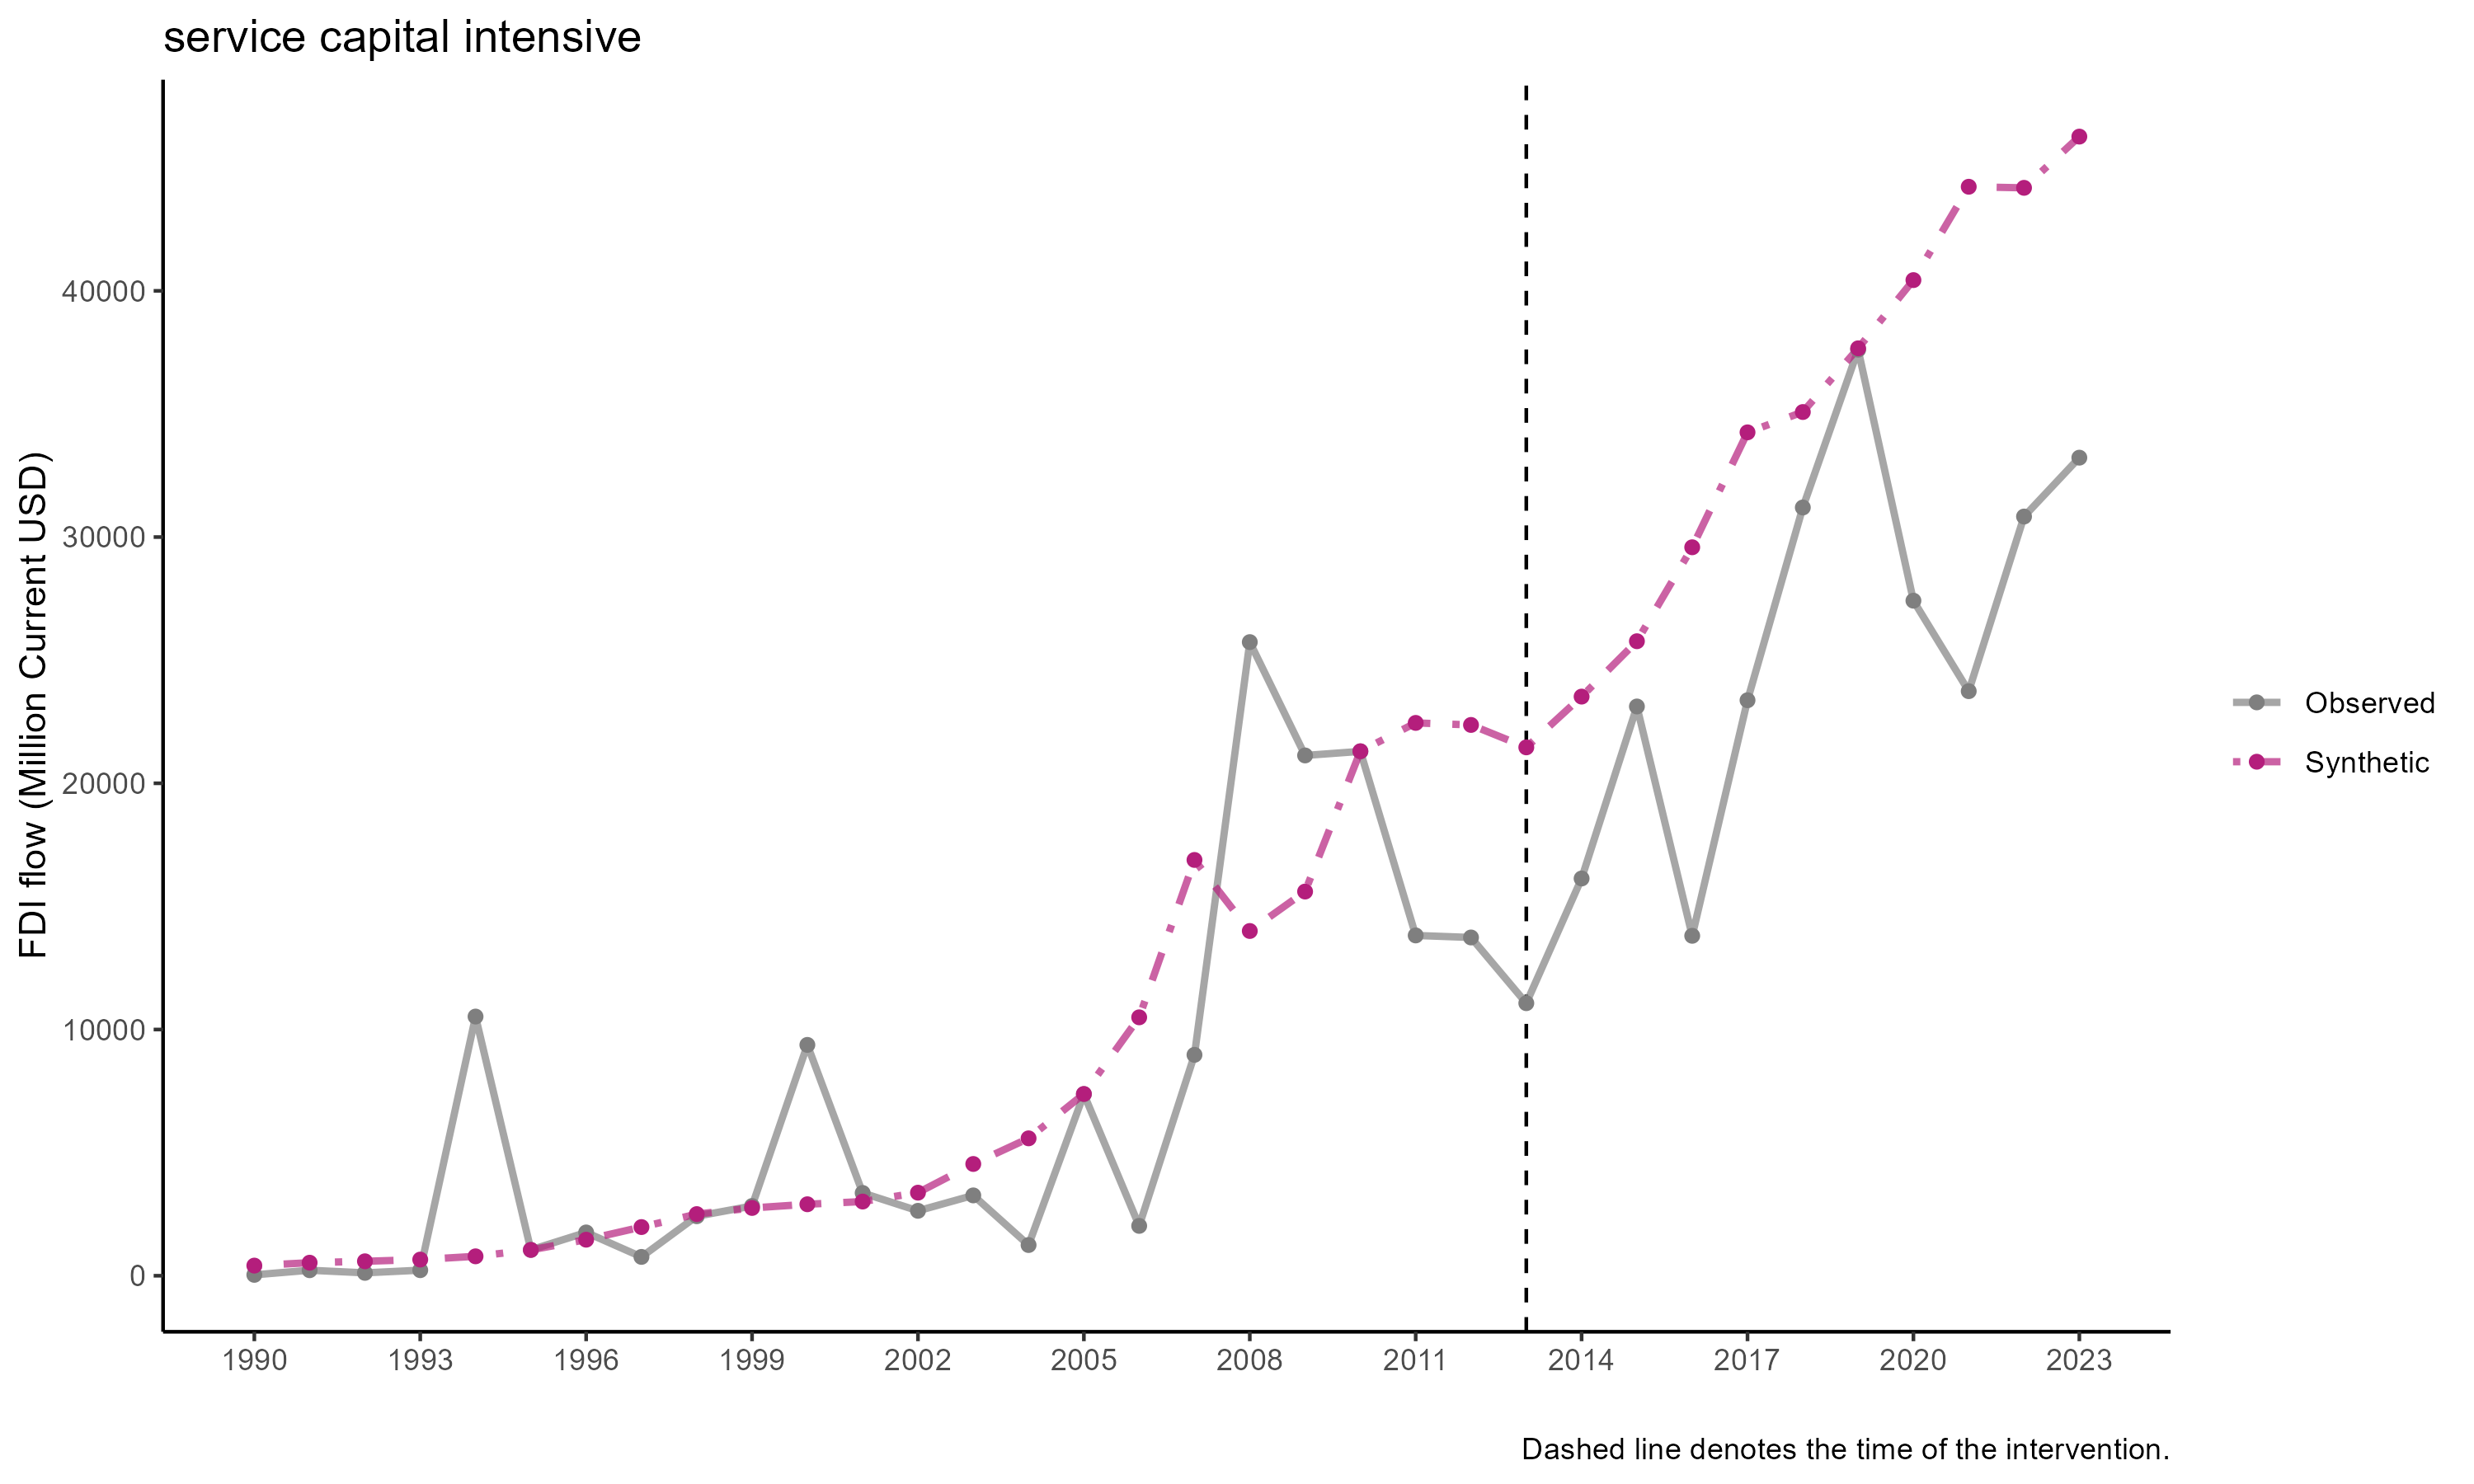 service capital intensive
FDI flow (Million Current USD)
40000
30000
20000
10000
0
1990 1993 1996 1999 2002 2005 2008 2011 2014 2017 2020 2023
Observed
Synthetic
Dashed line denotes the time of the intervention.